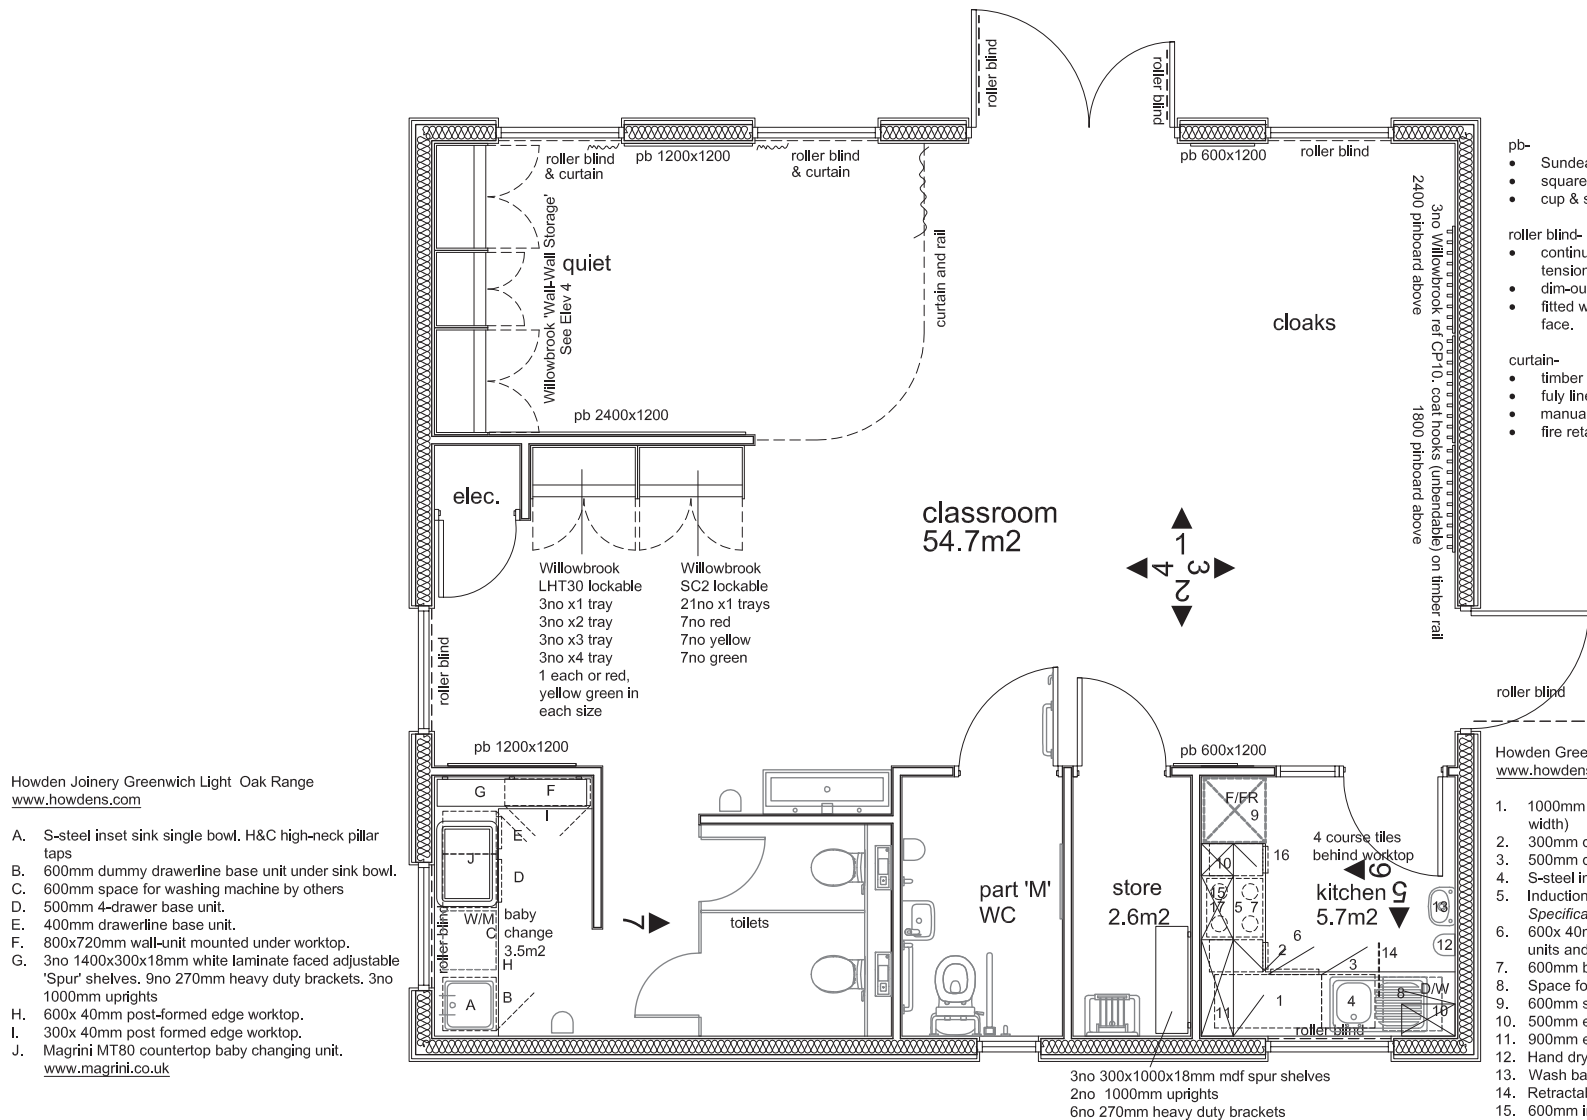 roller blind
roller blind
roller blind
& curtain
pb 1200x1200
roller blind
& curtain
pb 600x1200
roller blind
Willowbrook 'Wall-Wall Storage'
See Elev 4
quiet
curtain and rail
cloaks
2400 pinboard above
1800 pinboard above
3no Willowbrook ref CP10. coat hooks (unbendable) on timber rail
pb 2400x1200
elec.
classroom
54.7m2
1
4 3
2
Willowbrook
LHT30 lockable
3no x1 tray
3no x2 tray
3no x3 tray
3no x4 tray
1 each or red,
yellow green in
each size
Willowbrook
SC2 lockable
21no x1 trays
7no red
7no yellow
7no green
roller blind
roller blind
pb 1200x1200
pb 600x1200
G
F
I
E
J
D
W/M
C
baby
change
3.5m2
H
B
A
roller blind
7
toilets
part 'M'
WC
store
2.6m2
F/FR
9
4 course tiles
behind worktop
10
16
15
7
5
7
6
5
kitchen
5.7m2
13
12
6
2
3
14
1
4
8
D/W
10
11
roller blind
3no 300x1000x18mm mdf spur shelves
2no 1000mm uprights
6no 270mm heavy duty brackets
Howden Joinery Greenwich Light Oak Range
www.howdens.com
A. S-steel inset sink single bowl. H&C high-neck pillar
taps
B. 600mm dummy drawerline base unit under sink bowl.
C. 600mm space for washing machine by others
D. 500mm 4-drawer base unit.
E. 400mm drawerline base unit.
F. 800x720mm wall-unit mounted under worktop.
G. 3no 1400x300x18mm white laminate faced adjustable
'Spur' shelves. 9no 270mm heavy duty brackets. 3no
1000mm uprights
H. 600x 40mm post-formed edge worktop.
I. 300x 40mm post formed edge worktop.
J. Magrini MT80 countertop baby changing unit.
www.magrini.co.uk
pb-
• Sundea
• square
• cup & s
roller blind-
• continu
tension
• dim-ou
• fitted w
face.
curtain-
• timber
• fuly line
• manua
• fire reta
Howden Gree
www.howdens
1. 1000mm
width)
2. 300mm d
3. 500mm d
4. S-steel in
5. Induction
Specifica
6. 600x 40m
units and
7. 600mm b
8. Space fo
9. 600mm s
10. 500mm e
11. 900mm e
12. Hand dry
13. Wash ba
14. Retractal
15. 600mm i